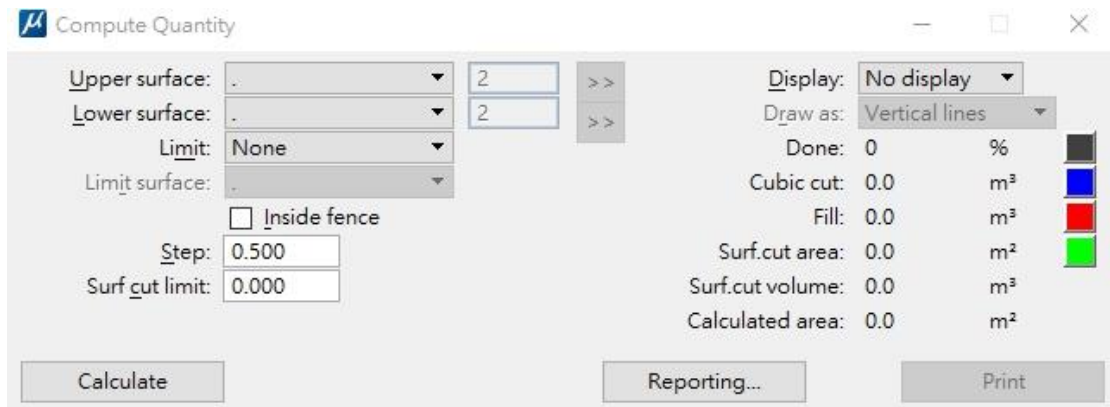 Compute Quantity
Upper surface: . 2 >> Display: No display
Lower surface: . 2 >> Draw as: Vertical lines
Limit: None Done: 0 %
Limit surface: . Cubic cut: 0.0 m³
Inside fence Fill: 0.0 m³
Step: 0.500 Surf.cut area: 0.0 m²
Surf cut limit: 0.000 Surf.cut volume: 0.0 m³
Calculated area: 0.0 m²
Calculate Reporting... Print